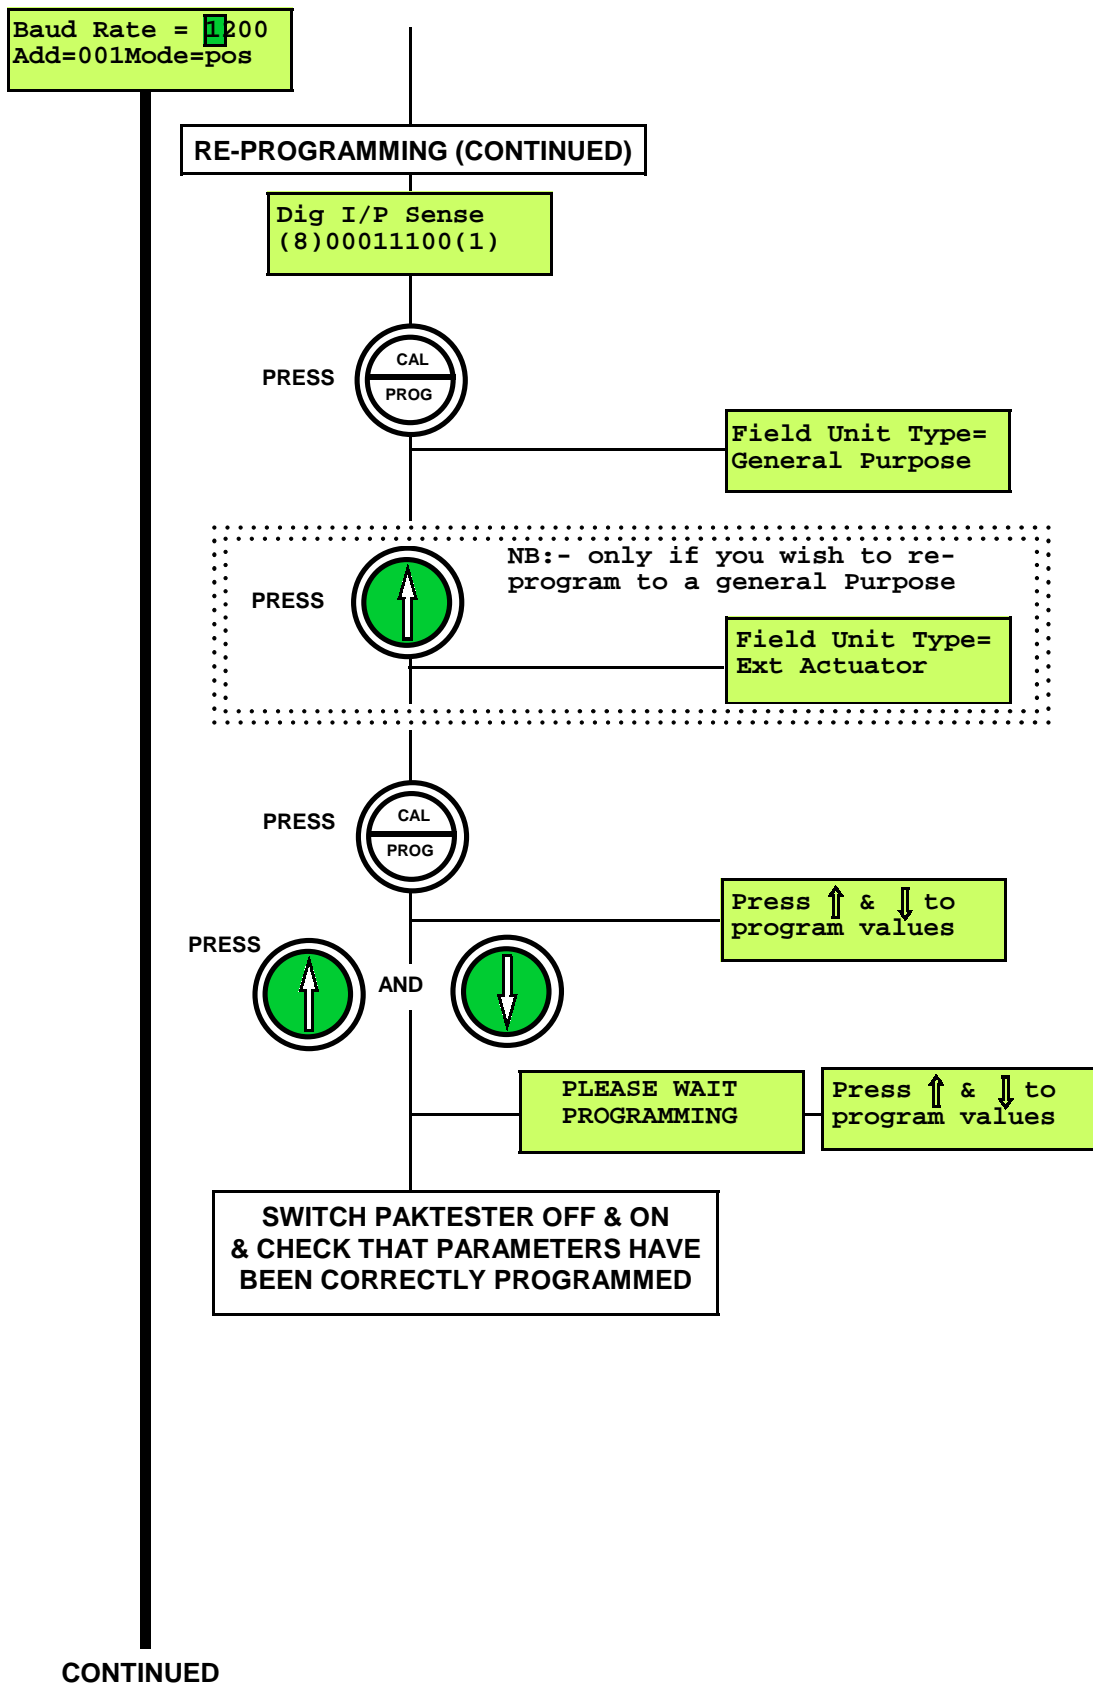 Baud Rate = 1200
Add=001Mode=pos
RE-PROGRAMMING (CONTINUED)
Dig I/P Sense
(8)00011100(1)
PRESS
CAL
PROG
Field Unit Type=
General Purpose
NB:- only if you wish to re-
program to a general Purpose
PRESS
Field Unit Type=
Ext Actuator
PRESS
CAL
PROG
Press ⇑ & ⇓ to
program values
PRESS
AND
PLEASE WAIT
PROGRAMMING
Press ⇑ & ⇓ to
program values
SWITCH PAKTESTER OFF & ON
& CHECK THAT PARAMETERS HAVE
BEEN CORRECTLY PROGRAMMED
CONTINUED